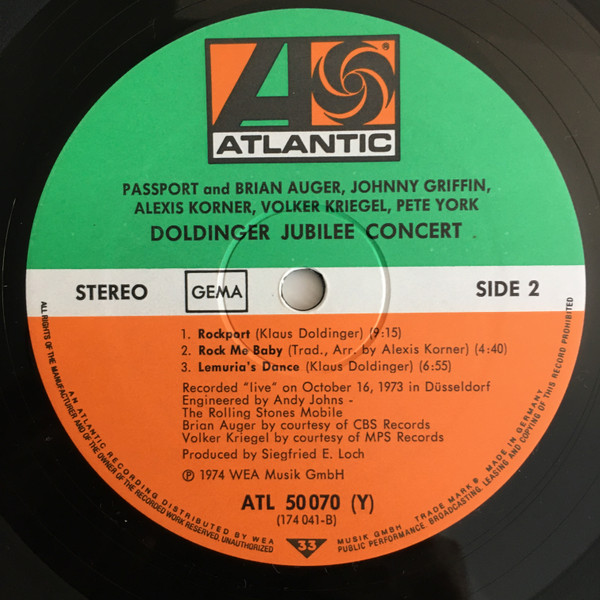 ATLANTIC
PASSPORT and BRIAN AUGER, JOHNNY GRIFFIN,
ALEXIS KORNER, VOLKER KRIEGEL, PETE YORK
DOLDINGER JUBILEE CONCERT
STEREO GEMA SIDE 2
1. Rockport (Klaus Doldinger) (9:15)
2. Rock Me Baby (Trad., Arr. by Alexis Korner) (4:40)
3. Lemuria's Dance (Klaus Doldinger) (6:55)
Recorded "live" on October 16, 1973 in Düsseldorf
Engineered by Andy Johns -
The Rolling Stones Mobile
Brian Auger by courtesy of CBS Records
Volker Kriegel by courtesy of MPS Records
Produced by Siegfried E. Loch
℗ 1974 WEA Musik GmbH
ATL 50 070 (Y)
(174 041-B)
33
ALL RIGHTS OF THE MANUFACTURER AND OF THE OWNER OF THE RECORDED WORK RESERVED. UNAUTHORIZED PUBLIC PERFORMANCE BROADCASTING, LEASING AND COPYING OF THIS RECORD PROHIBITED
AN ATLANTIC RECORDING DISTRIBUTED BY WEA MUSIK GMBH TRADE MARK ® MADE IN GERMANY